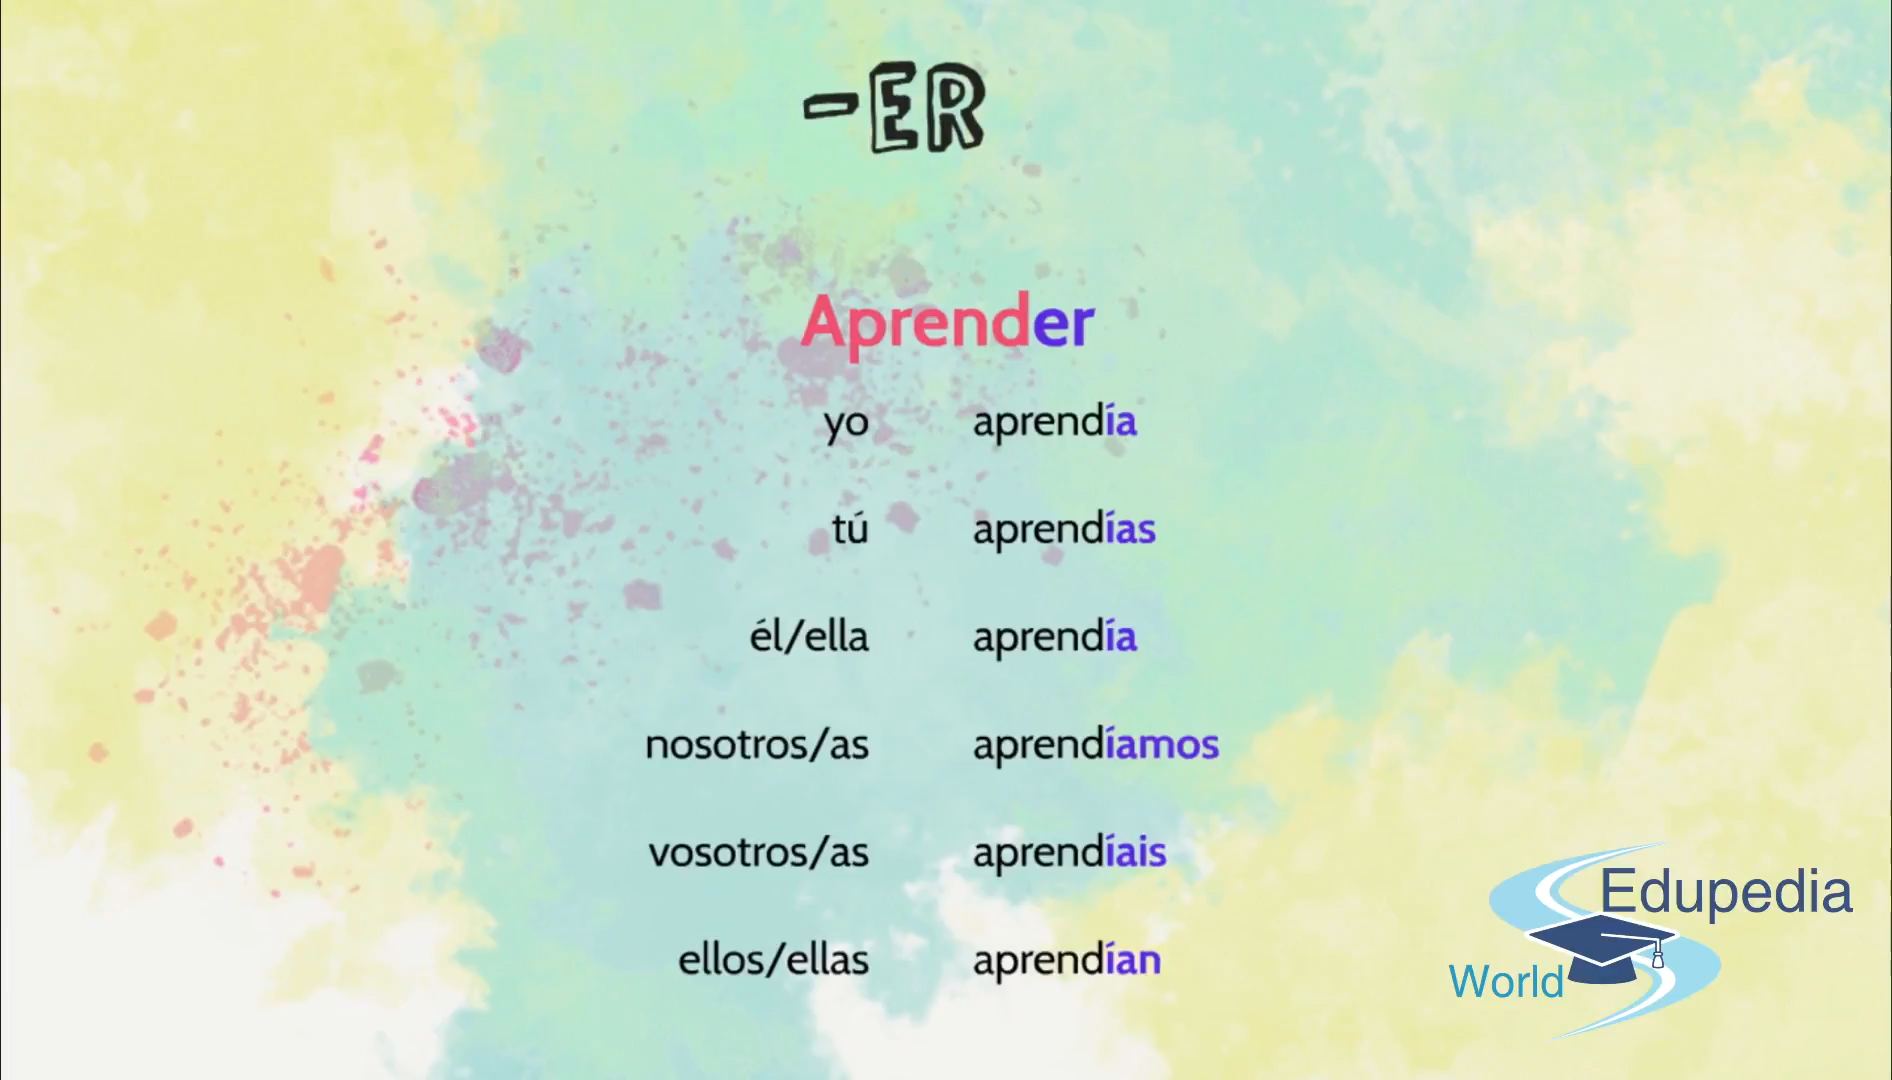 -ER
Aprender
yo aprendía
tú aprendías
él/ella aprendía
nosotros/as aprendíamos
vosotros/as aprendíais
ellos/ellas aprendían
Edupedia
World